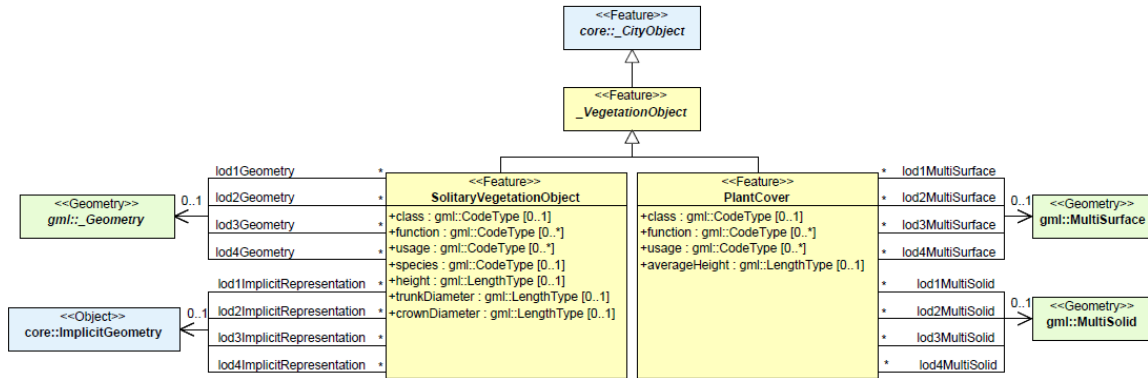 <<Feature>>
core::_CityObject
<<Feature>>
_VegetationObject
lod1Geometry *
lod2Geometry *
lod3Geometry *
lod4Geometry *
0..1
<<Geometry>>
gml::_Geometry
lod1ImplicitRepresentation *
lod2ImplicitRepresentation *
lod3ImplicitRepresentation *
lod4ImplicitRepresentation *
0..1
<<Object>>
core::ImplicitGeometry
<<Feature>>
SolitaryVegetationObject
+class : gml::CodeType [0..1]
+function : gml::CodeType [0..*]
+usage : gml::CodeType [0..*]
+species : gml::CodeType [0..1]
+height : gml::LengthType [0..1]
+trunkDiameter : gml::LengthType [0..1]
+crownDiameter : gml::LengthType [0..1]
<<Feature>>
PlantCover
+class : gml::CodeType [0..1]
+function : gml::CodeType [0..*]
+usage : gml::CodeType [0..*]
+averageHeight : gml::LengthType [0..1]
* lod1MultiSurface
* lod2MultiSurface
* lod3MultiSurface
* lod4MultiSurface
0..1
<<Geometry>>
gml::MultiSurface
* lod1MultiSolid
* lod2MultiSolid
* lod3MultiSolid
* lod4MultiSolid
0..1
<<Geometry>>
gml::MultiSolid